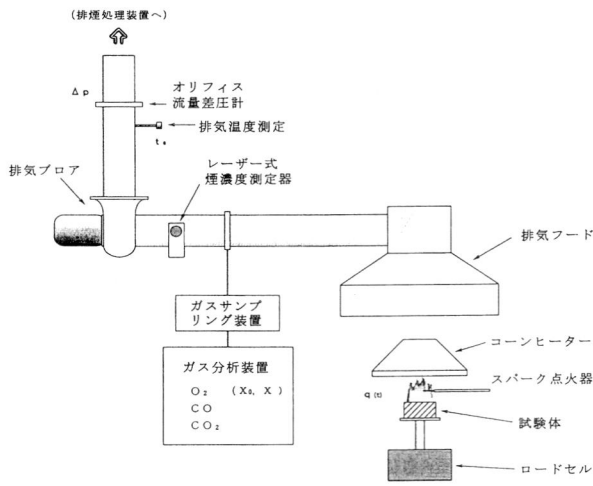 (排煙処理装置へ)
Δp
オリフィス
流量差圧計
排気温度測定
レーザー式
煙濃度測定器
排気ブロア
排気フード
ガスサンプ
リング装置
コーンヒーター
ガス分析装置
スパーク点火器
O₂ (X₀, X)
q(t)
CO
試験体
CO₂
ロードセル